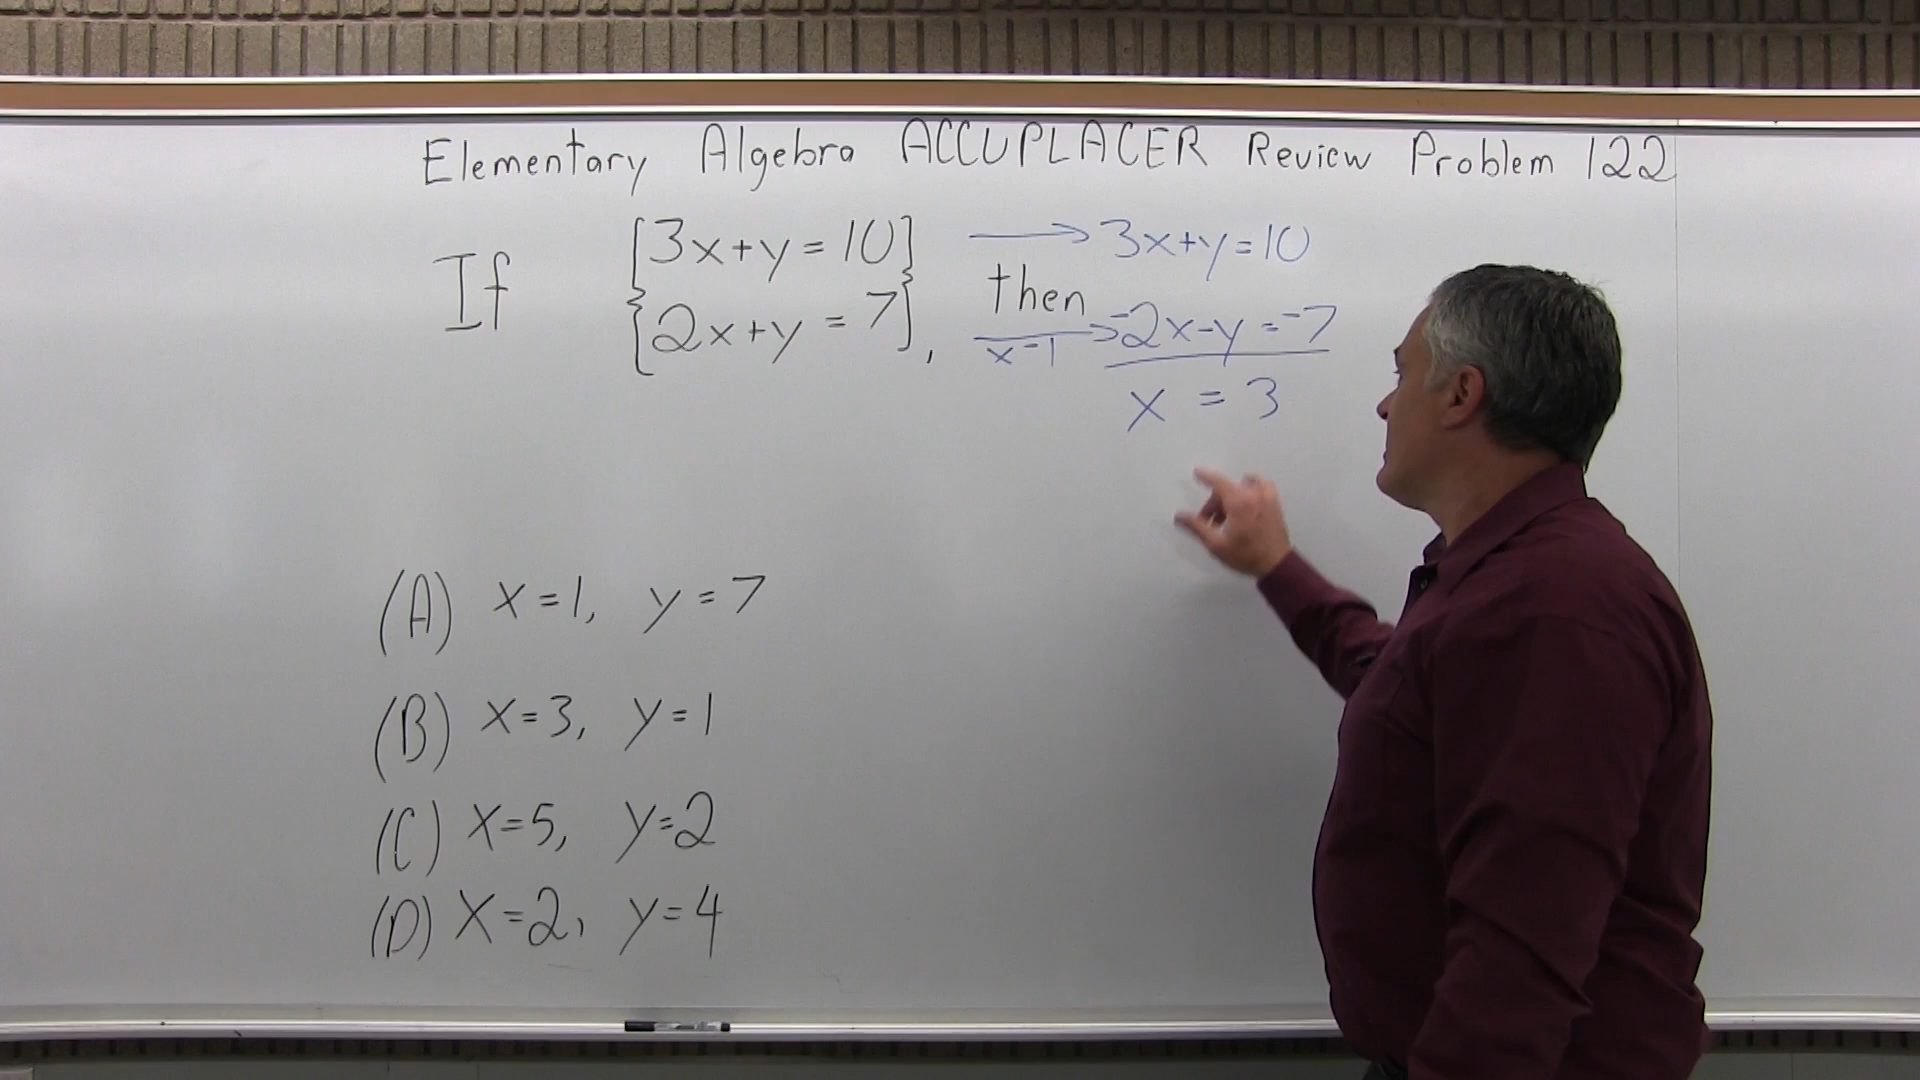 Elementary Algebra ACCUPLACER Review Problem 122
If {3x+y=10
2x+y=7}, then
→ 3x+y=10
x-1 → -2x-y=-7
x = 3
(A) x=1, y=7
(B) x=3, y=1
(C) x=5, y=2
(D) x=2, y=4